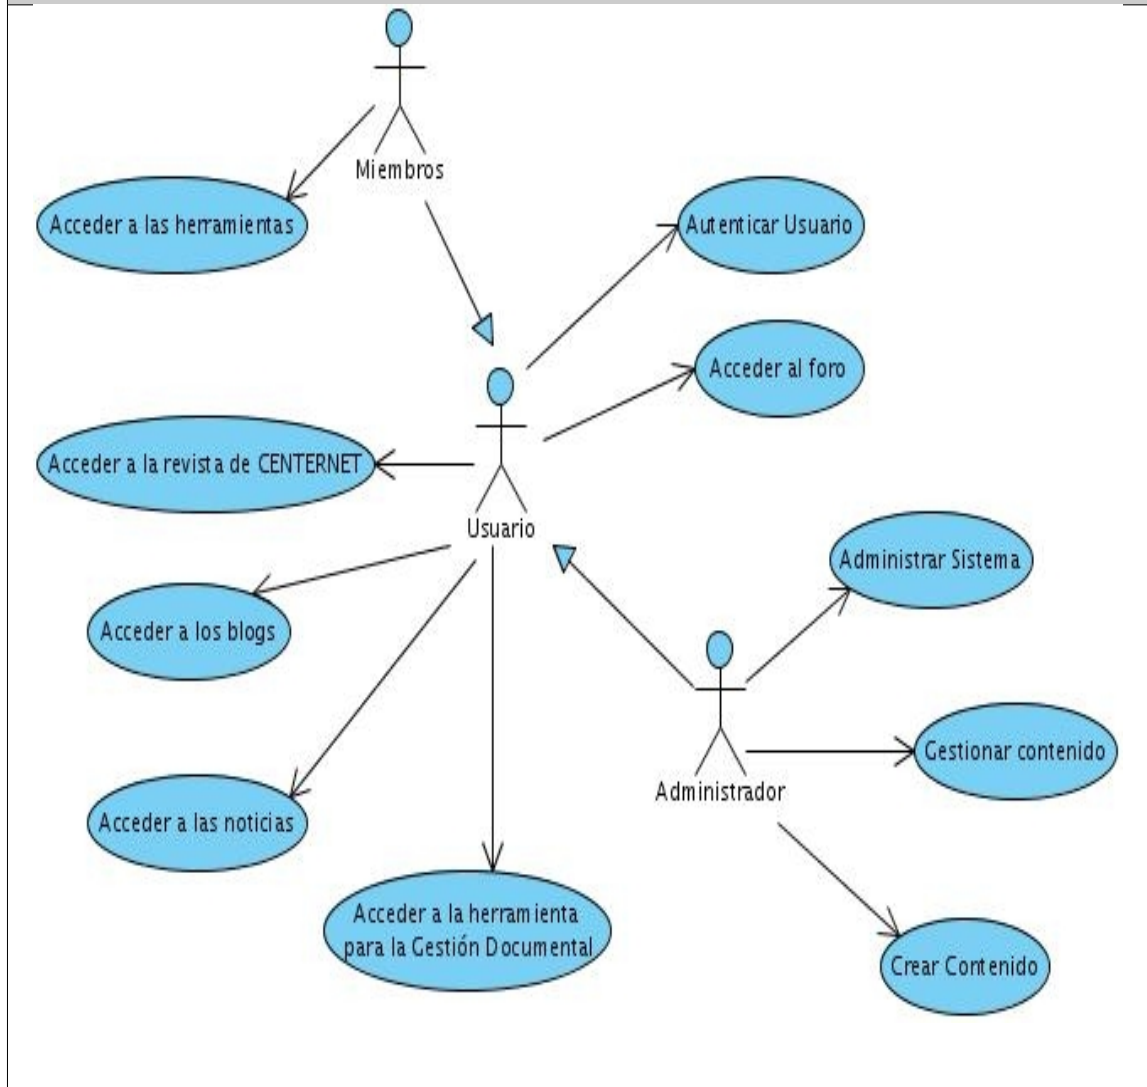 Miembros
Acceder a las herramientas
Autenticar Usuario
Acceder al foro
Acceder a la revista de CENTERNET
Usuario
Administrar Sistema
Acceder a los blogs
Gestionar contenido
Administrador
Acceder a las noticias
Acceder a la herramienta
para la Gestión Documental
Crear Contenido